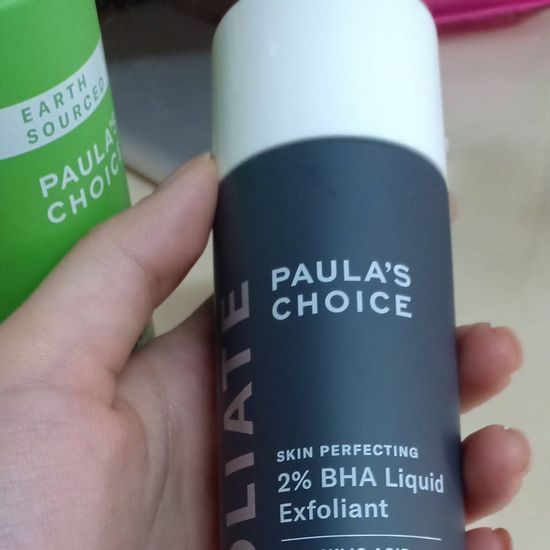 EARTH
SOURCED
PAULA'S
CHOICE
PAULA'S
CHOICE
SKIN PERFECTING
2% BHA Liquid
Exfoliant